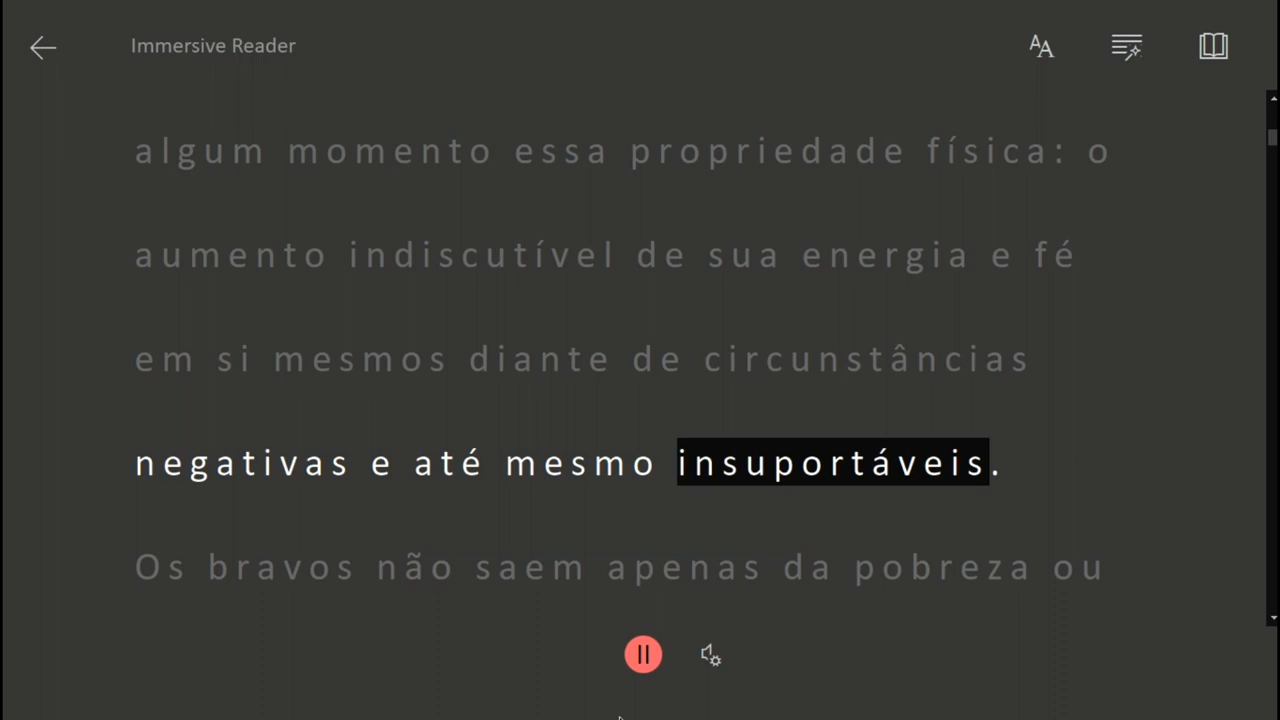 Immersive Reader
algum momento essa propriedade física: o
aumento indiscutível de sua energia e fé
em si mesmos diante de circunstâncias
negativas e até mesmo insuportáveis.
Os bravos não saem apenas da pobreza ou